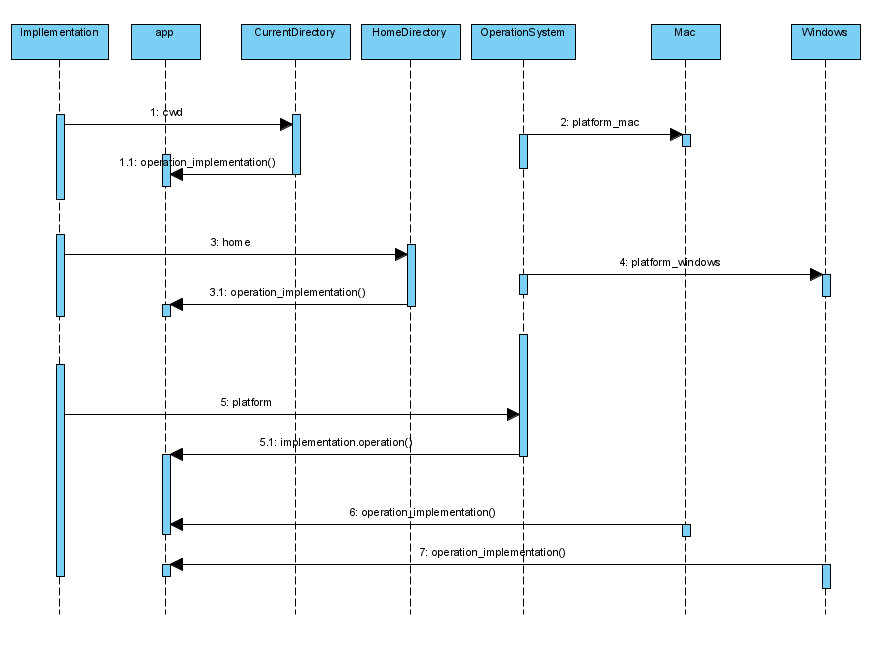 Impllementation
app
CurrentDirectory
HomeDirectory
OperationSystem
Mac
Windows
1: cwd
2: platform_mac
1.1: operation_implementation()
3: home
4: platform_windows
3.1: operation_implementation()
5: platform
5.1: implementation.operation()
6: operation_implementation()
7: operation_implementation()